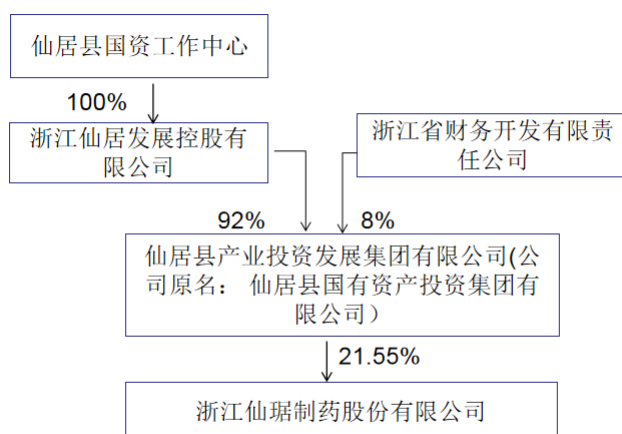 仙居县国资工作中心
100%
浙江仙居发展控股有
限公司
浙江省财务开发有限责
任公司
92%
8%
仙居县产业投资发展集团有限公司(公
司原名： 仙居县国有资产投资集团有
限公司）
21.55%
浙江仙琚制药股份有限公司